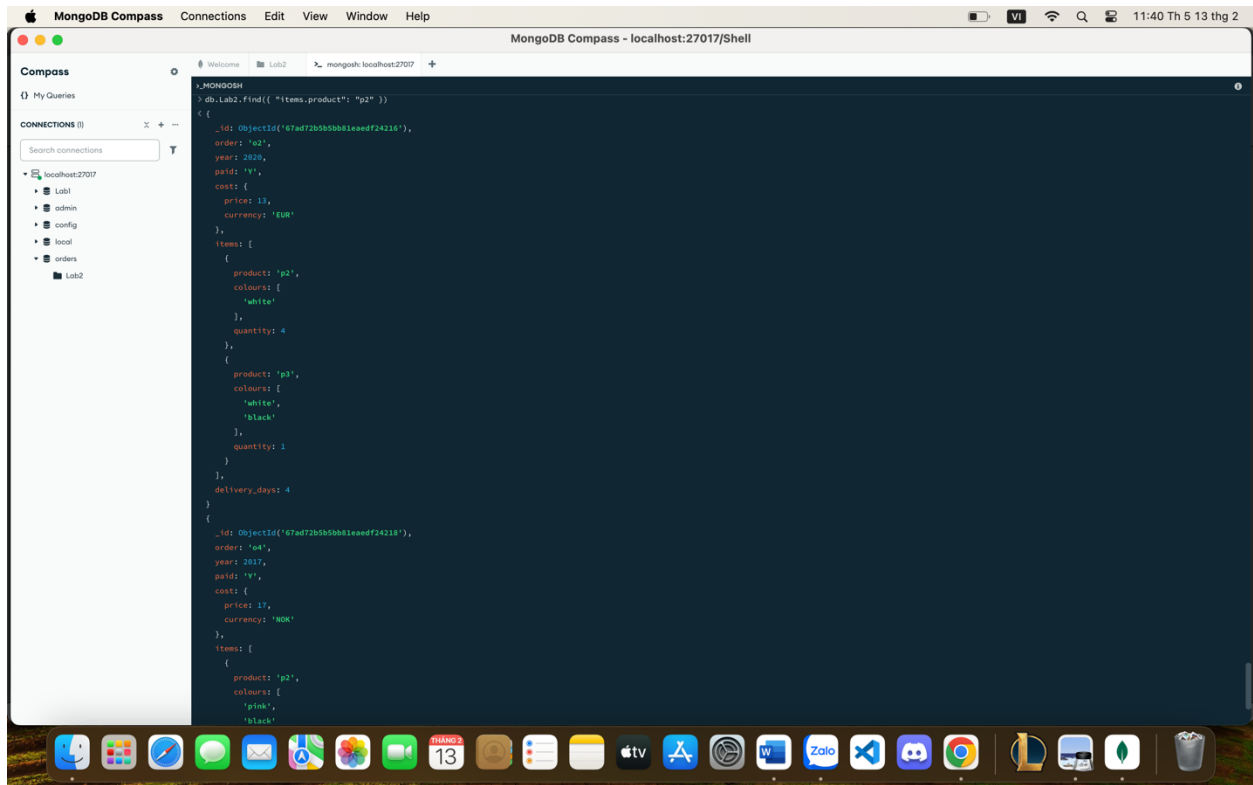 MongoDB Compass Connections Edit View Window Help VI 11:40 Th 5 13 thg 2
MongoDB Compass - localhost:27017/Shell
Compass
Welcome Lab2 >_ mongosh: localhost:27017 +
{} My Queries
>_MONGOSH
CONNECTIONS (1)
Search connections
localhost:27017
Lab1
admin
config
local
orders
Lab2
> db.Lab2.find({ "items.product": "p2" })
< {
_id: ObjectId('67ad72b5b5bb81eaedf24216'),
order: 'o2',
year: 2020,
paid: 'Y',
cost: {
price: 13,
currency: 'EUR'
},
items: [
{
product: 'p2',
colours: [
'white'
],
quantity: 4
},
{
product: 'p3',
colours: [
'white',
'black'
],
quantity: 1
}
],
delivery_days: 4
}
{
_id: ObjectId('67ad72b5b5bb81eaedf24218'),
order: 'o4',
year: 2017,
paid: 'Y',
cost: {
price: 17,
currency: 'NOK'
},
items: [
{
product: 'p2',
colours: [
'pink',
'black'
THÁNG 2
13
tv
W
Zalo